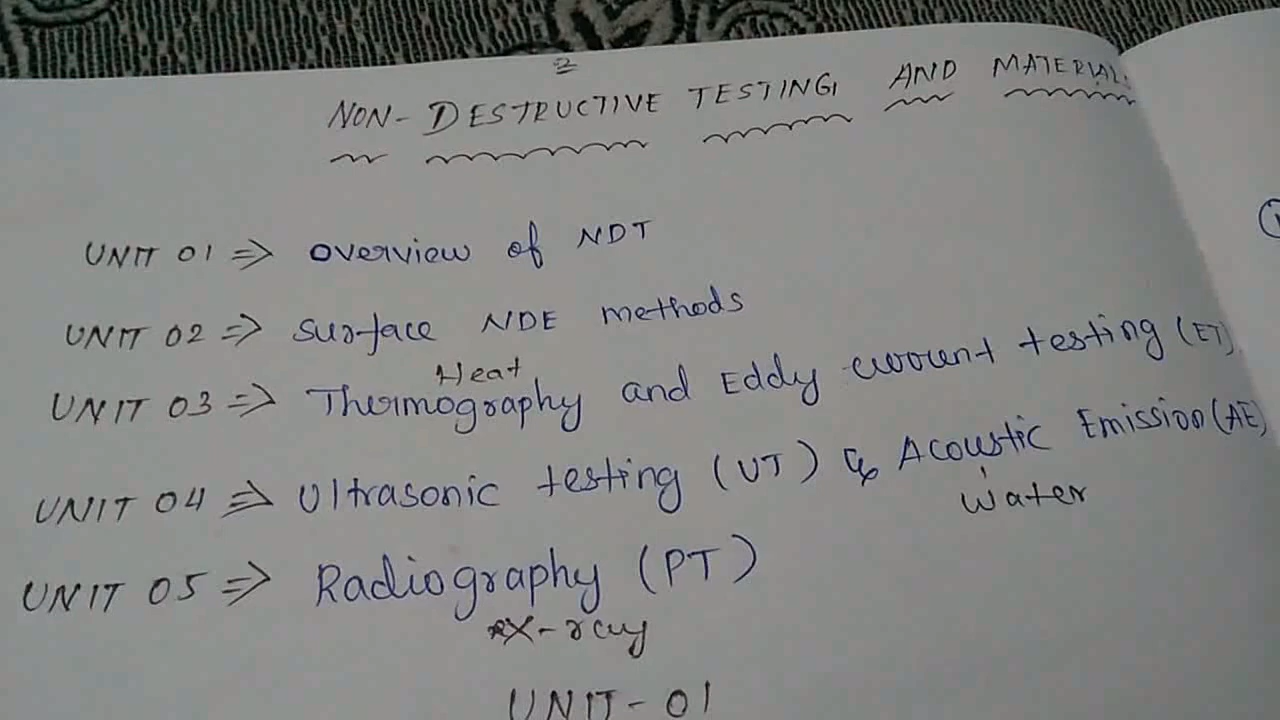 2
NON-DESTRUCTIVE TESTING AND MATERIAL
UNIT 01 => overview of NDT
UNIT 02 => surface NDE methods
Heat
UNIT 03 => Thermography and Eddy current testing (ET)
UNIT 04 => Ultrasonic testing (UT) & Acoustic Emission (AE)
water
UNIT 05 => Radiography (PT)
X-ray
UNIT-01